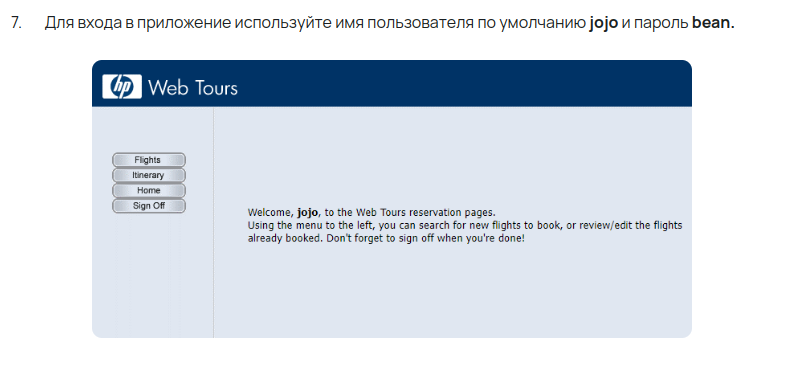 7. Для входа в приложение используйте имя пользователя по умолчанию jojo и пароль bean.
hp Web Tours
Flights
Itinerary
Home
Sign Off
Welcome, jojo, to the Web Tours reservation pages.
Using the menu to the left, you can search for new flights to book, or review/edit the flights
already booked. Don't forget to sign off when you're done!